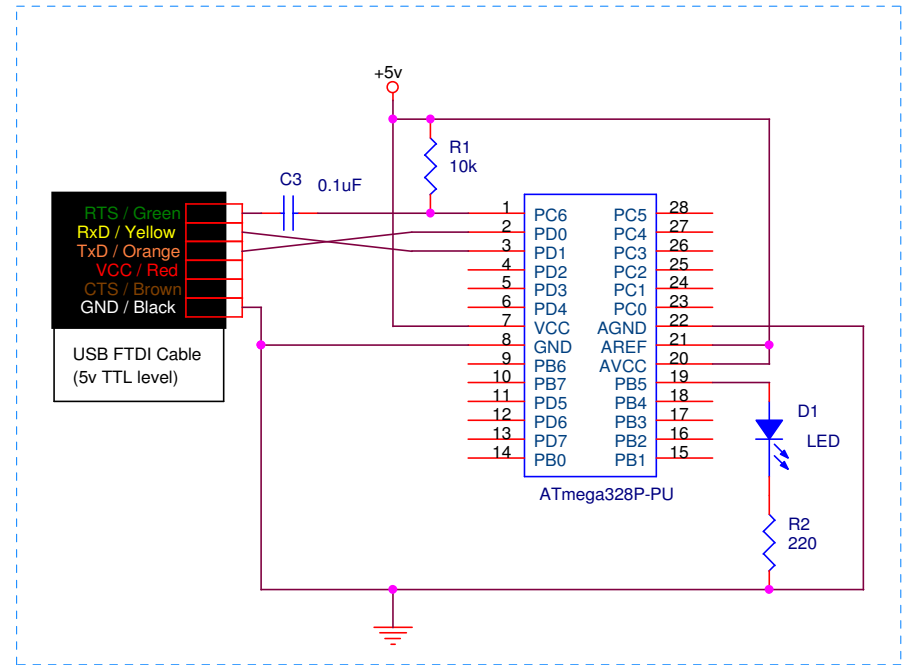 +5v
R1
10k
C3
0.1uF
RTS / Green
RxD / Yellow
TxD / Orange
VCC / Red
CTS / Brown
GND / Black
USB FTDI Cable
(5v TTL level)
1 PC6 PC5 28
2 PD0 PC4 27
3 PD1 PC3 26
4 PD2 PC2 25
5 PD3 PC1 24
6 PD4 PC0 23
7 VCC AGND 22
8 GND AREF 21
9 PB6 AVCC 20
10 PB7 PB5 19
11 PD5 PB4 18
12 PD6 PB3 17
13 PD7 PB2 16
14 PB0 PB1 15
ATmega328P-PU
D1
LED
R2
220